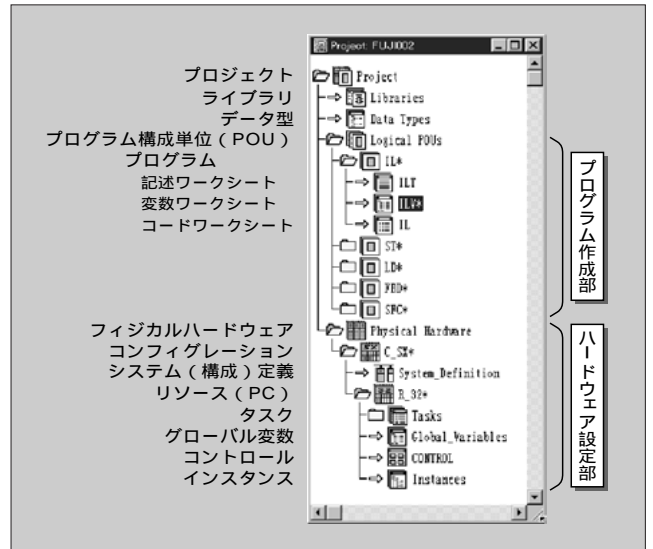 Project: FUJI002
プロジェクト
ライブラリ
データ型
プログラム構成単位(POU)
プログラム
記述ワークシート
変数ワークシート
コードワークシート
フィジカルハードウェア
コンフィグレーション
システム(構成)定義
リソース(PC)
タスク
グローバル変数
コントロール
インスタンス
Project
Libraries
Data Types
Logical POUs
IL*
ILT
ILV*
IL
ST*
LD*
FBD*
SFC*
Physical Hardware
C_SX*
System_Definition
R_32*
Tasks
Global_Variables
CONTROL
Instances
プログラム作成部
ハードウェア設定部